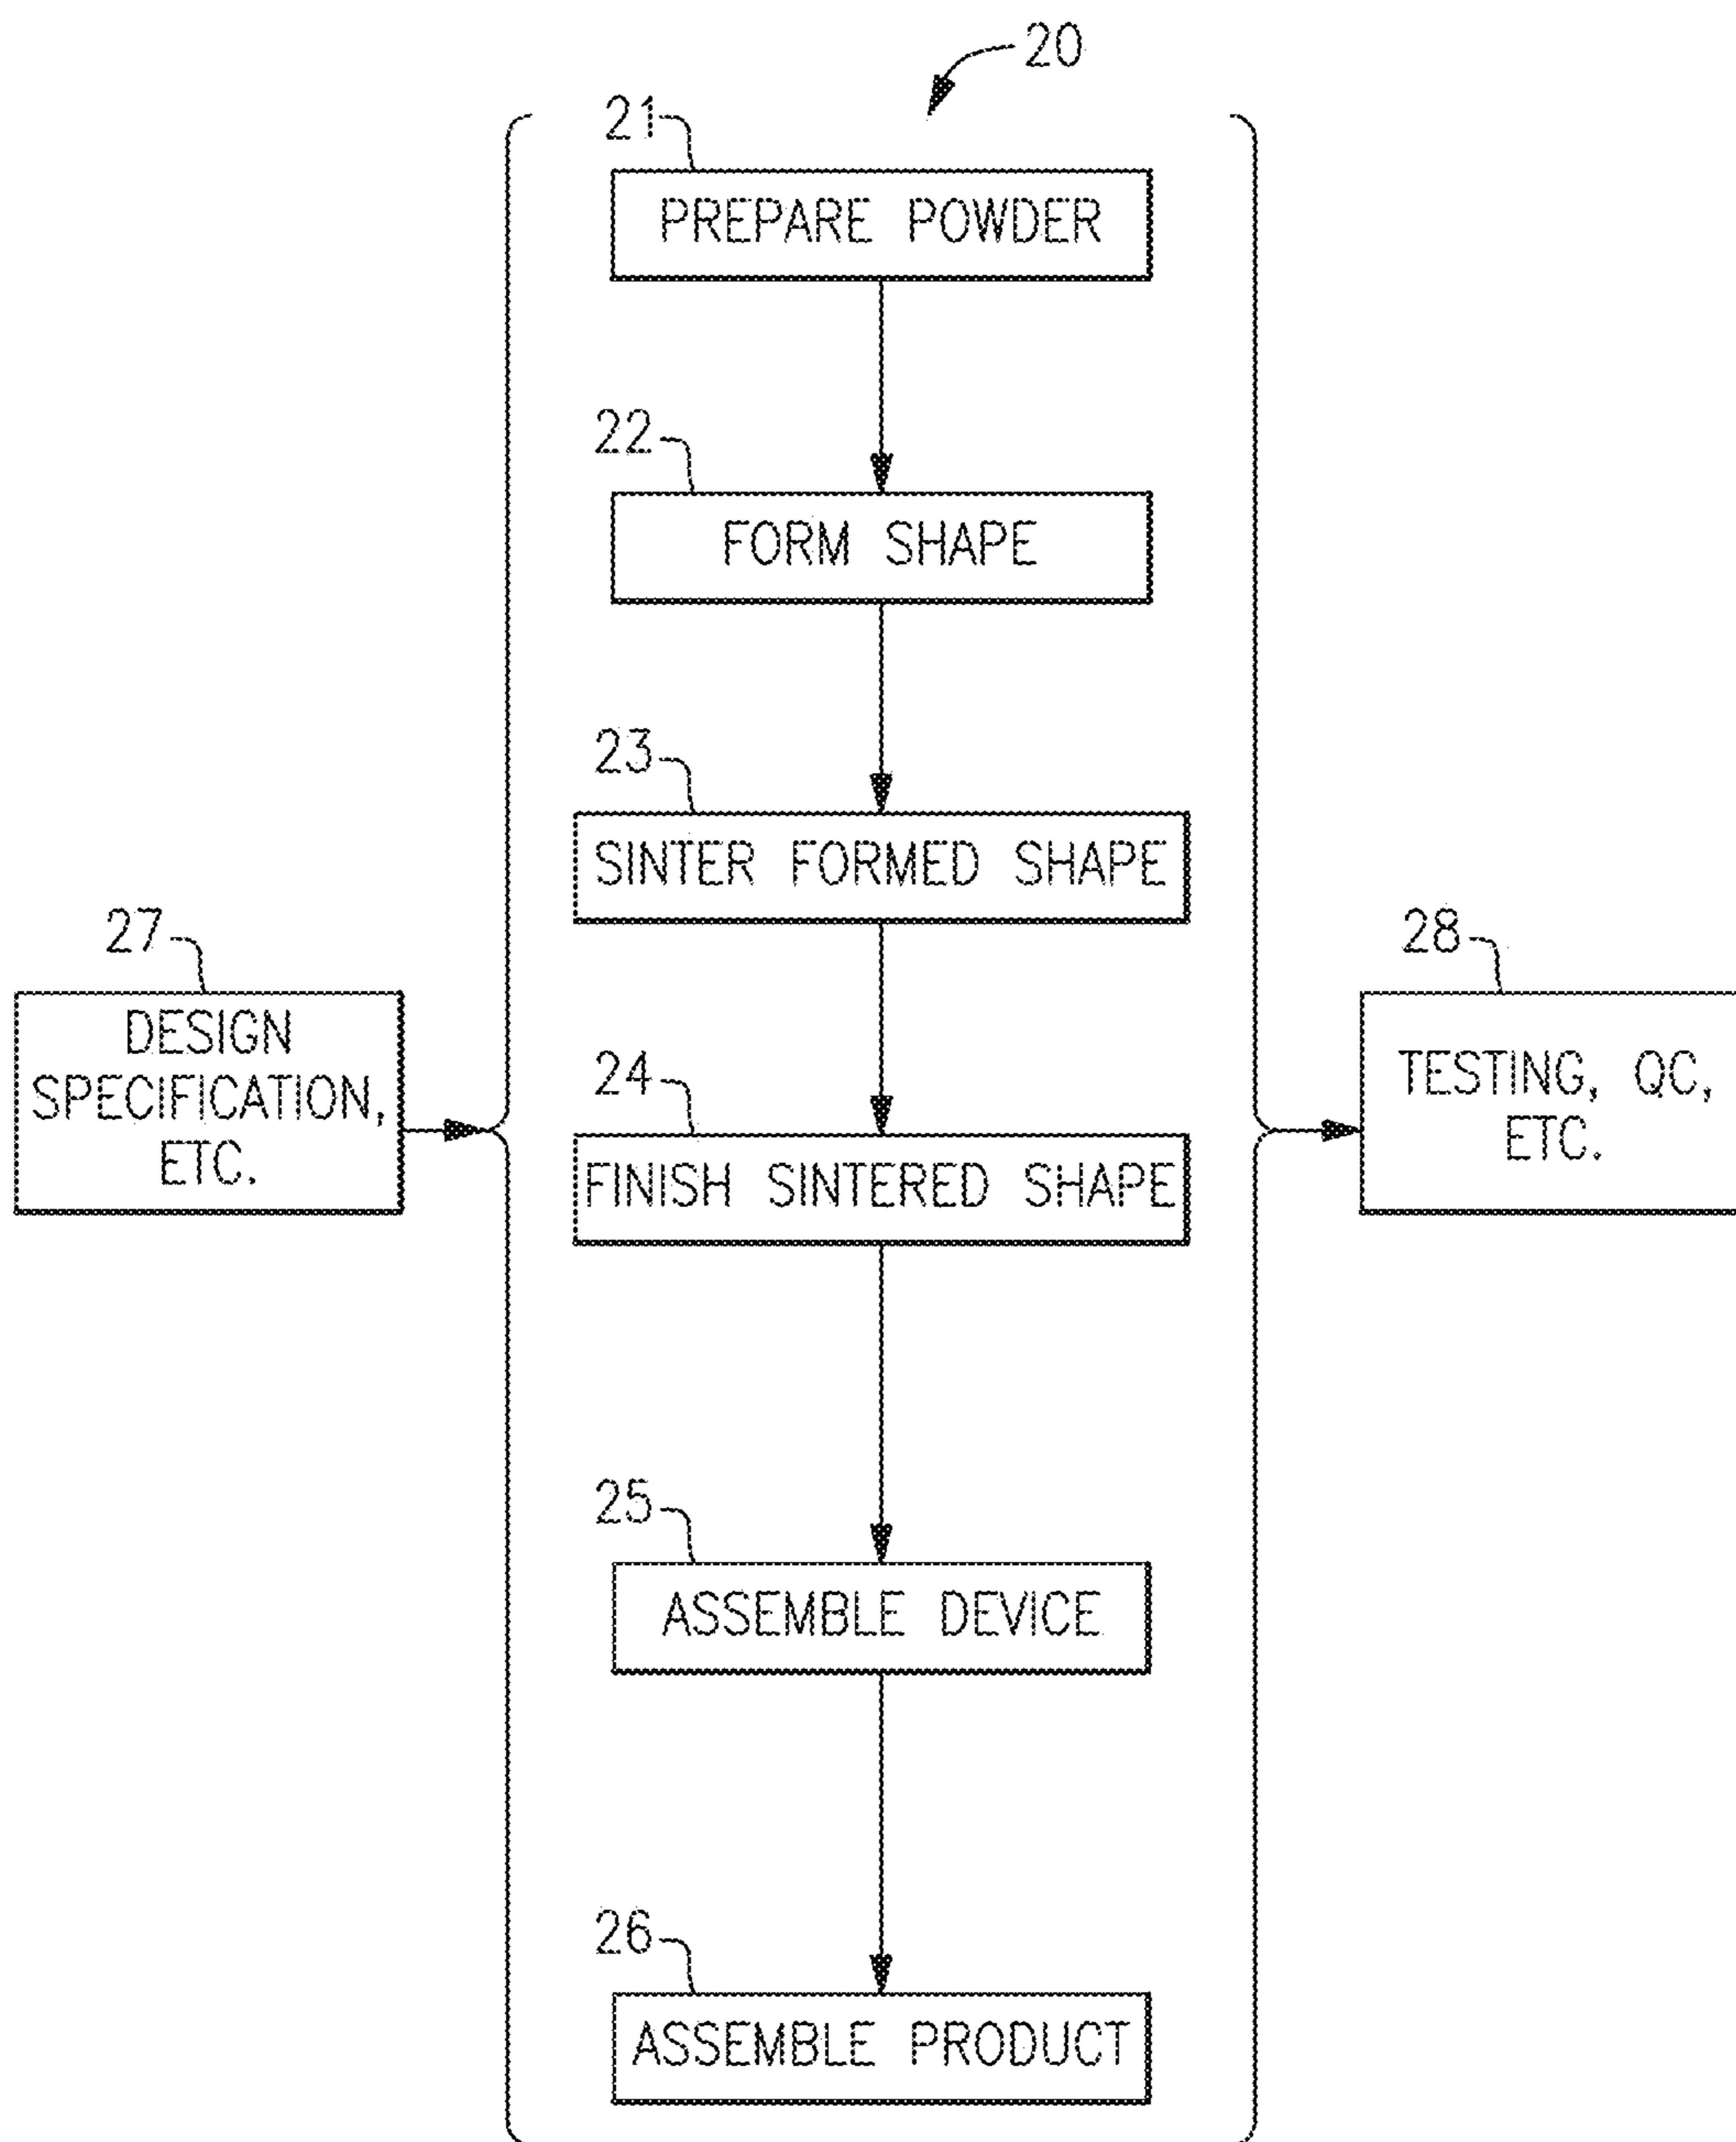 20
21
PREPARE POWDER
22
FORM SHAPE
23
SINTER FORMED SHAPE
27
DESIGN
SPECIFICATION,
ETC.
24
FINISH SINTERED SHAPE
28
TESTING, QC,
ETC.
25
ASSEMBLE DEVICE
26
ASSEMBLE PRODUCT